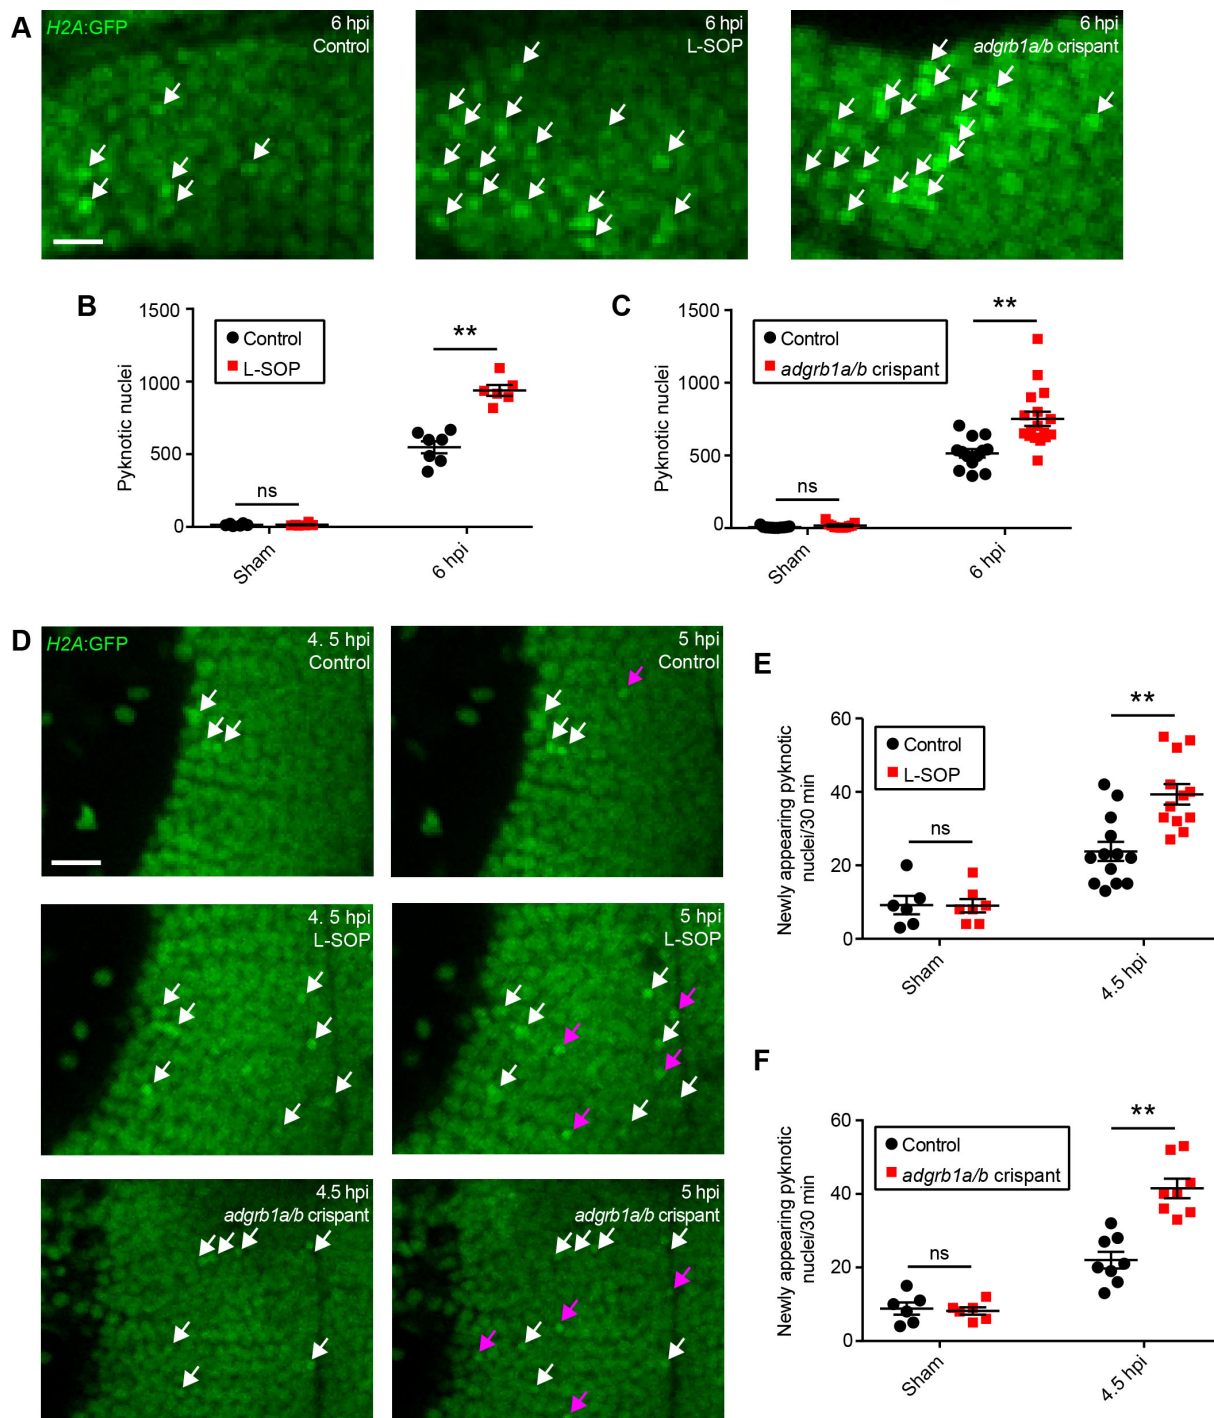 A
H2A:GFP
6 hpi
Control
6 hpi
L-SOP
6 hpi
adgrb1a/b crispant
B
Pyknotic nuclei
1500
1000
500
0
Control
L-SOP
ns
**
Sham
6 hpi
C
Pyknotic nuclei
1500
1000
500
0
Control
adgrb1a/b crispant
ns
**
Sham
6 hpi
D
H2A:GFP
4. 5 hpi
Control
5 hpi
Control
4. 5 hpi
L-SOP
5 hpi
L-SOP
4.5 hpi
adgrb1a/b crispant
5 hpi
adgrb1a/b crispant
E
Newly appearing pyknotic
nuclei/30 min
60
40
20
0
Control
L-SOP
ns
**
Sham
4.5 hpi
F
Newly appearing pyknotic
nuclei/30 min
60
40
20
0
Control
adgrb1a/b crispant
ns
**
Sham
4.5 hpi